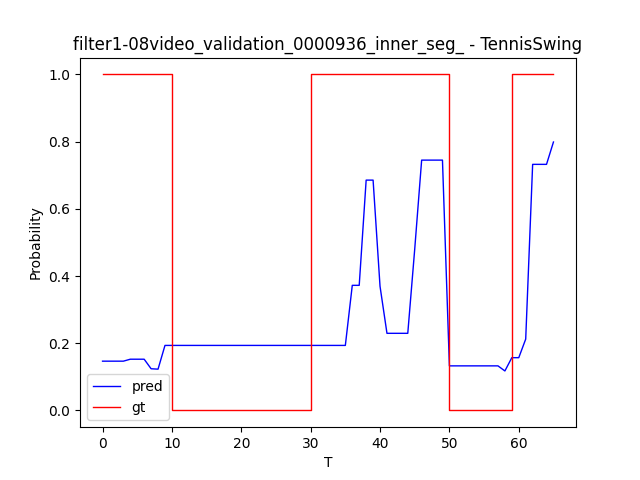 filter1-08video_validation_0000936_inner_seg_ - TennisSwing
1.0
0.8
0.6
0.4
0.2
0.0
Probability
pred
gt
0 10 20 30 40 50 60
T